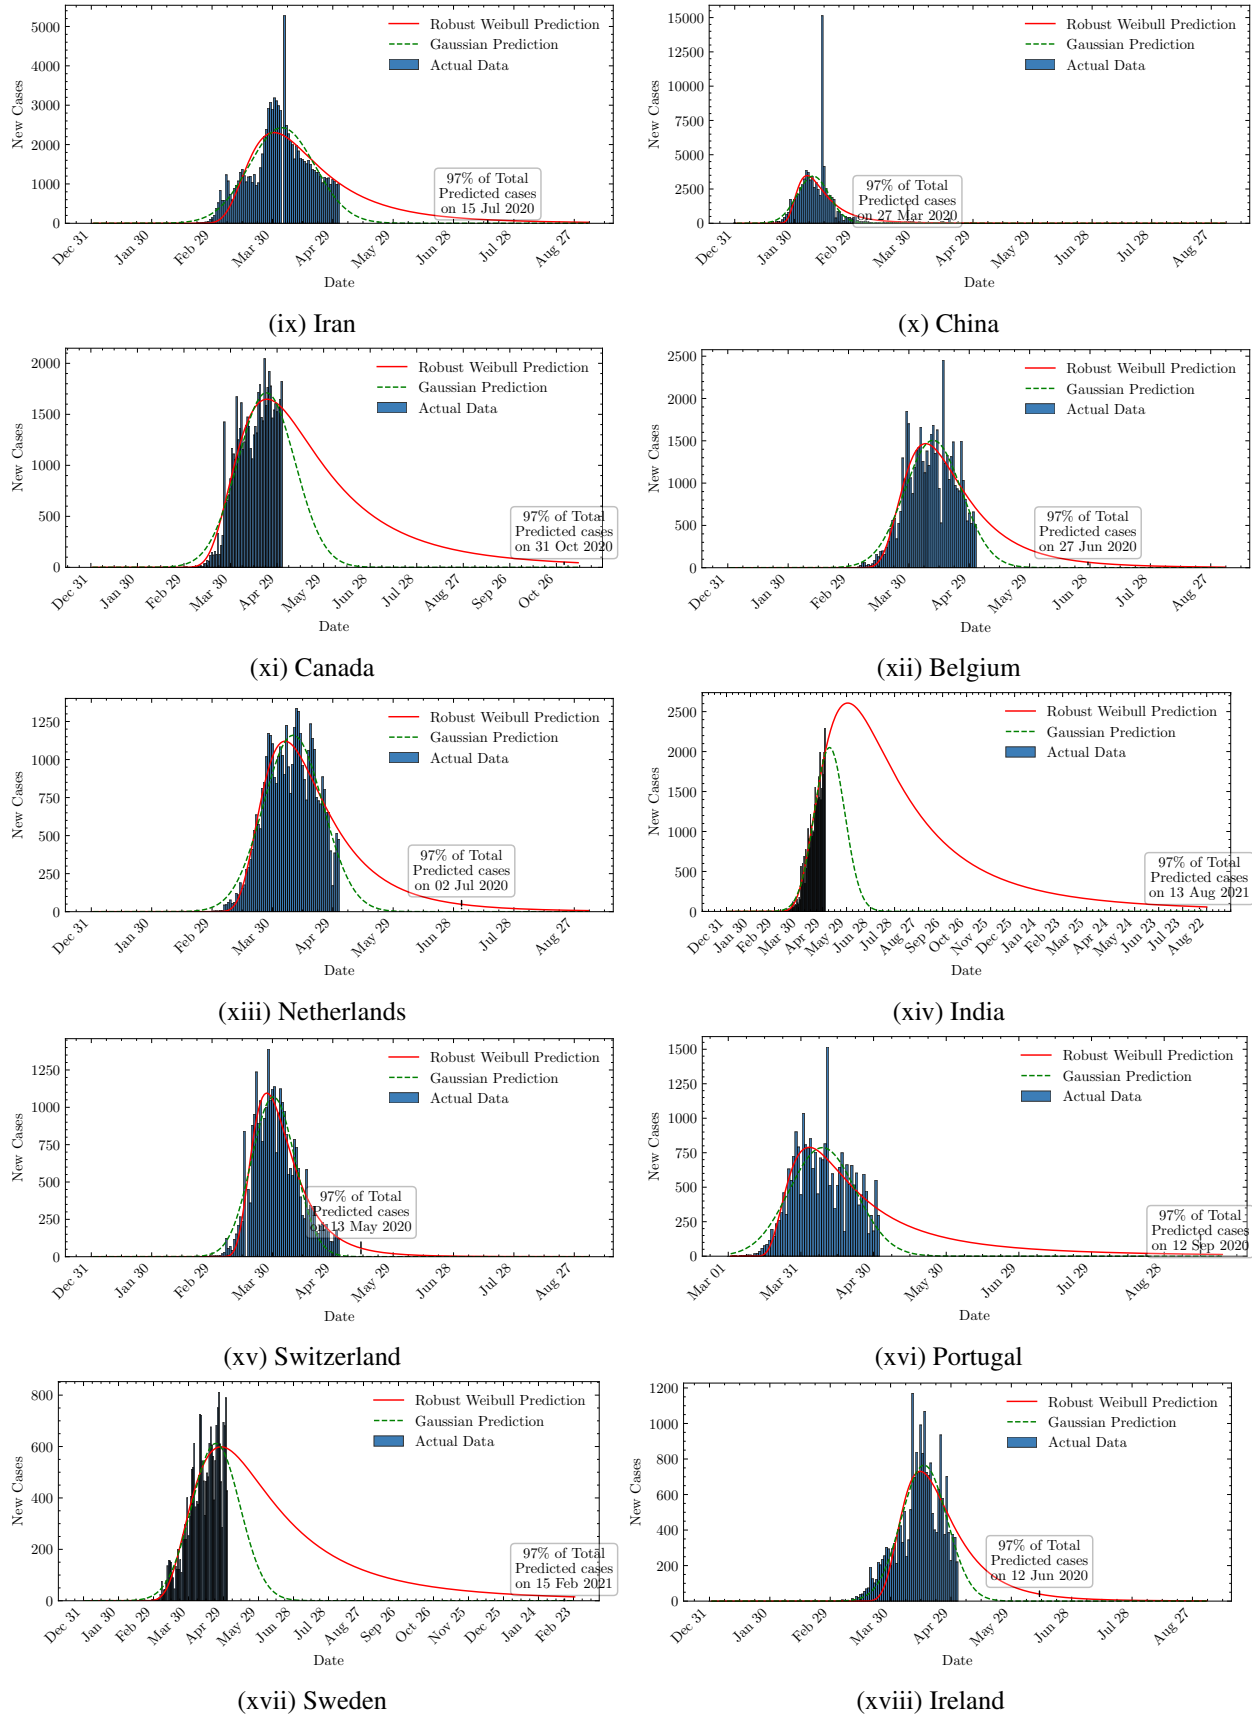 5000
4000
3000
2000
1000
0
New Cases
Robust Weibull Prediction
Gaussian Prediction
Actual Data
97% of Total
Predicted cases
on 15 Jul 2020
Dec 31
Jan 30
Feb 29
Mar 30
Apr 29
May 29
Jun 28
Jul 28
Aug 27
Date
(ix) Iran
15000
12500
10000
7500
5000
2500
0
New Cases
Robust Weibull Prediction
Gaussian Prediction
Actual Data
97% of Total
Predicted cases
on 27 Mar 2020
Dec 31
Jan 30
Feb 29
Mar 30
Apr 29
May 29
Jun 28
Jul 28
Aug 27
Date
(x) China
2000
1500
1000
500
0
New Cases
Robust Weibull Prediction
Gaussian Prediction
Actual Data
97% of Total
Predicted cases
on 31 Oct 2020
Dec 31
Jan 30
Feb 29
Mar 30
Apr 29
May 29
Jun 28
Jul 28
Aug 27
Sep 26
Oct 26
Date
(xi) Canada
2500
2000
1500
1000
500
0
New Cases
Robust Weibull Prediction
Gaussian Prediction
Actual Data
97% of Total
Predicted cases
on 27 Jun 2020
Dec 31
Jan 30
Feb 29
Mar 30
Apr 29
May 29
Jun 28
Jul 28
Aug 27
Date
(xii) Belgium
1250
1000
750
500
250
0
New Cases
Robust Weibull Prediction
Gaussian Prediction
Actual Data
97% of Total
Predicted cases
on 02 Jul 2020
Dec 31
Jan 30
Feb 29
Mar 30
Apr 29
May 29
Jun 28
Jul 28
Aug 27
Date
(xiii) Netherlands
2500
2000
1500
1000
500
0
New Cases
Robust Weibull Prediction
Gaussian Prediction
Actual Data
97% of Total
Predicted cases
on 13 Aug 2021
Dec 31
Jan 30
Feb 29
Mar 30
Apr 29
May 29
Jun 28
Jul 28
Aug 27
Sep 26
Oct 26
Nov 25
Dec 25
Jan 24
Feb 23
Mar 25
Apr 24
May 24
Jun 23
Jul 23
Aug 22
Date
(xiv) India
1250
1000
750
500
250
0
New Cases
Robust Weibull Prediction
Gaussian Prediction
Actual Data
97% of Total
Predicted cases
on 13 May 2020
Dec 31
Jan 30
Feb 29
Mar 30
Apr 29
May 29
Jun 28
Jul 28
Aug 27
Date
(xv) Switzerland
1500
1250
1000
750
500
250
0
New Cases
Robust Weibull Prediction
Gaussian Prediction
Actual Data
97% of Total
Predicted cases
on 12 Sep 2020
Mar 01
Mar 31
Apr 30
May 30
Jun 29
Jul 29
Aug 28
Date
(xvi) Portugal
800
600
400
200
0
New Cases
Robust Weibull Prediction
Gaussian Prediction
Actual Data
97% of Total
Predicted cases
on 15 Feb 2021
Dec 31
Jan 30
Feb 29
Mar 30
Apr 29
May 29
Jun 28
Jul 28
Aug 27
Sep 26
Oct 26
Nov 25
Dec 25
Jan 24
Feb 23
Date
(xvii) Sweden
1200
1000
800
600
400
200
0
New Cases
Robust Weibull Prediction
Gaussian Prediction
Actual Data
97% of Total
Predicted cases
on 12 Jun 2020
Dec 31
Jan 30
Feb 29
Mar 30
Apr 29
May 29
Jun 28
Jul 28
Aug 27
Date
(xviii) Ireland